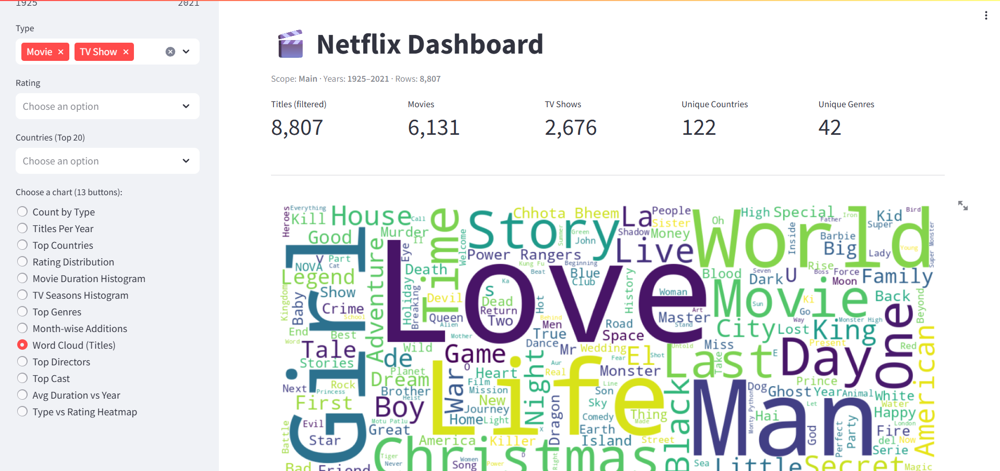 1925 2021
Type
Movie × TV Show ×
Rating
Choose an option
Countries (Top 20)
Choose an option
Choose a chart (13 buttons):
Count by Type
Titles Per Year
Top Countries
Rating Distribution
Movie Duration Histogram
TV Seasons Histogram
Top Genres
Month-wise Additions
Word Cloud (Titles)
Top Directors
Top Cast
Avg Duration vs Year
Type vs Rating Heatmap
Netflix Dashboard
Scope: Main · Years: 1925–2021 · Rows: 8,807
Titles (filtered) Movies TV Shows Unique Countries Unique Genres
8,807 6,131 2,676 122 42
Heroes
Everything
Kill
House
Call
Time
Story
Chhota Bheem
La
People
Sister
World
Oh
High
Special
Father
Iron
Kid
Super
Bird
Good
Murder
II
Welcome
Summer
Green
John
Shadow
Money
Inside
Barbie
Big
Lady
Young
Super Monster
Girl
V
Part
NOVA
Cat
Adventure
Eye
Power Rangers
Live
Legend
Death
Love
Kung Fu
Beginning
Beat
Blue
Club
History
Blood
Seven
Dark
U
Rise
Boss
Force
Moon
Family
Kingdom
Baby
Show
Crime
School
Holiday
Breaking
Devil
Queen
Alien
s
Ka
Dead
Return
Two
Hot
Woman
Movie
Sun
Ki
Go
Back
Beyond
One
End
Best
Word
Mother
Behind
Men
True
Road
Space
Master
Art
Stand
City
Lost
Way
King
Monster High
Tale
Stories
Wild
de
Game
Dance
Mr
Wedding
Fear
El
Shot
Untold
Miss
Last
Take
E
Day
Present
Red
American
Next
Rock
Princess
Planet
Dream
Brother
Heist
O
War
Heart
Film
Mission
Night
Aur
Real
Monster
Line
Son
Prince
First
Boy
Motu Patlu
Life
New
Journey
Home
Light
X
Dragon
Sky
Comedy
Earth
Thing
Made
Black
Man
Dog
Monty Python
Ghost
Year
Animal
Let
White
Water
Happy
London
Hai
God
Perfect
Party
Fire
del
Now
Serie
Battle
Evil
Star
Great
America
Killer
Island
Street
Christmas
Tiger
Never
Women
Song
Power
D
Right
Sea
Little
Secret
Magic
Bad
Friend